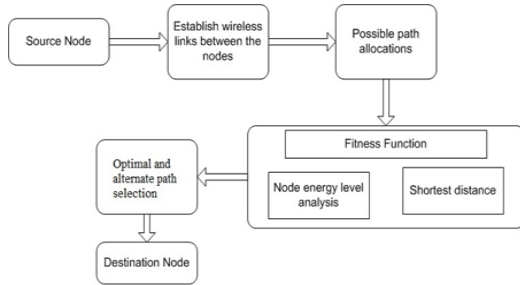 Source Node
Establish wireless
links between the
nodes
Possible path
allocations
Fitness Function
Node energy level
analysis
Shortest distance
Optimal and
alternate path
selection
Destination Node